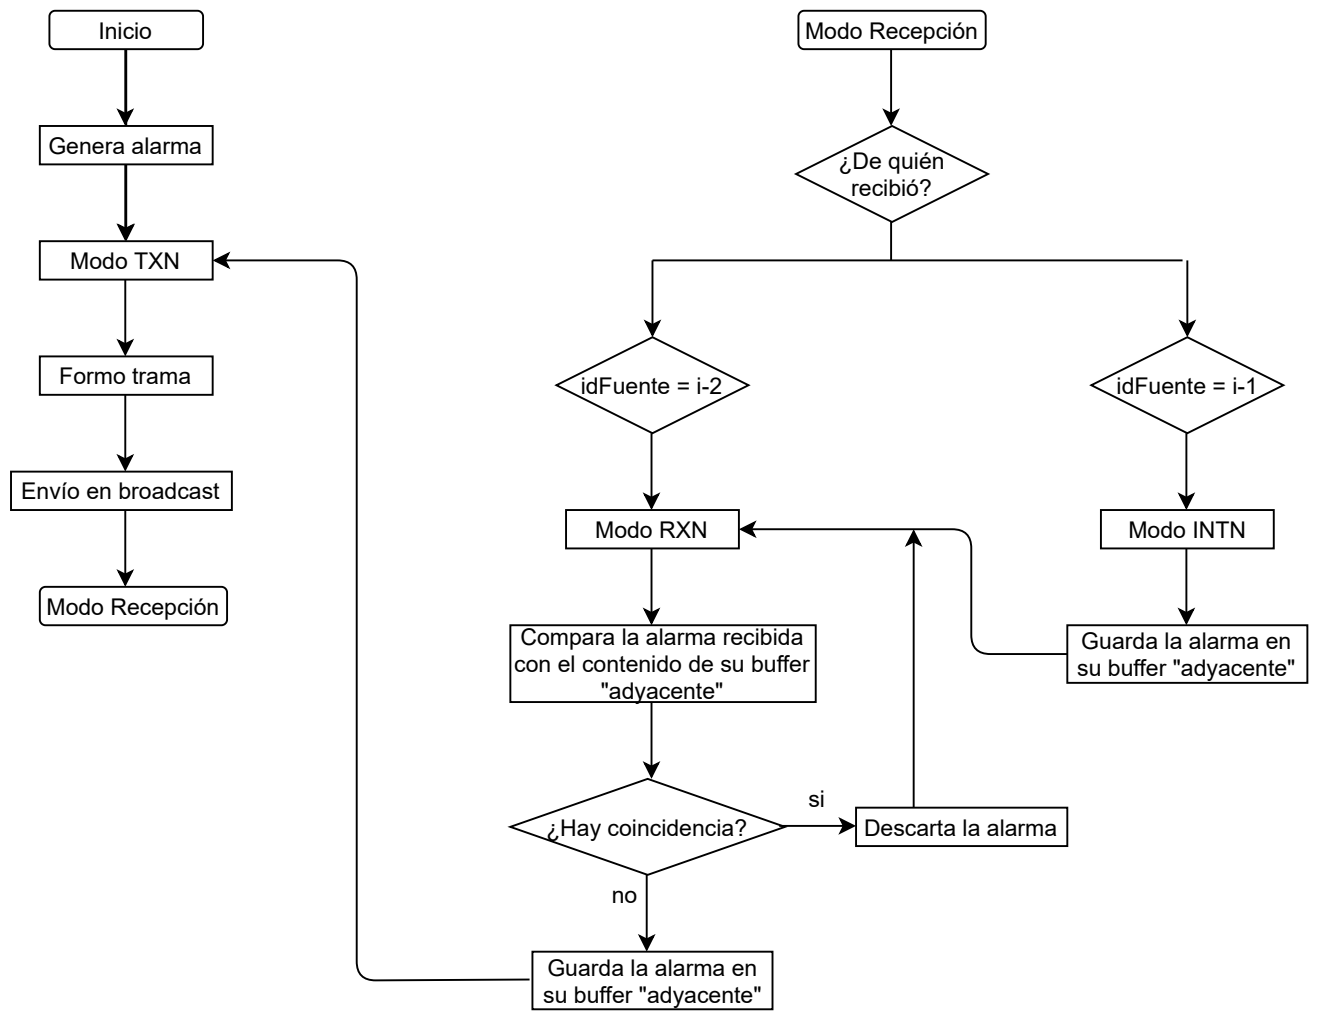 Inicio
Genera alarma
Modo TXN
Formo trama
Envío en broadcast
Modo Recepción
Modo Recepción
¿De quién
recibió?
idFuente = i-2
idFuente = i-1
Modo RXN
Modo INTN
Compara la alarma recibida
con el contenido de su buffer
"adyacente"
Guarda la alarma en
su buffer "adyacente"
¿Hay coincidencia?
si
Descarta la alarma
no
Guarda la alarma en
su buffer "adyacente"